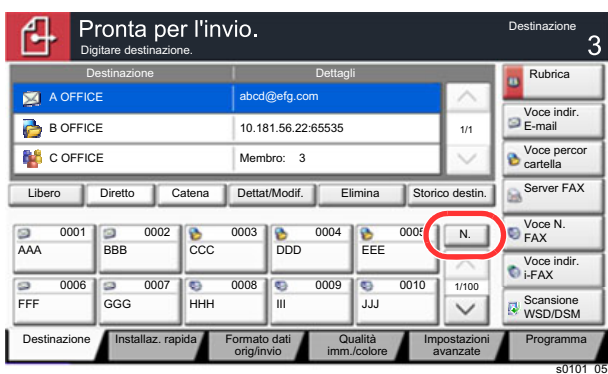 Pronta per l'invio.
Digitare destinazione.
Destinazione
3
Destinazione Dettagli
A OFFICE abcd@efg.com
B OFFICE 10.181.56.22:65535
C OFFICE Membro: 3
1/1
Rubrica
Voce indir.
E-mail
Voce percor
cartella
Server FAX
Voce N.
FAX
Voce indir.
i-FAX
Scansione
WSD/DSM
Libero Diretto Catena Dettat/Modif. Elimina Storico destin.
0001 0002 0003 0004 0005
AAA BBB CCC DDD EEE
N.
0006 0007 0008 0009 0010
FFF GGG HHH III JJJ
1/100
Destinazione Installaz. rapida Formato dati
orig/invio Qualità
imm./colore Impostazioni
avanzate Programma
s0101_05